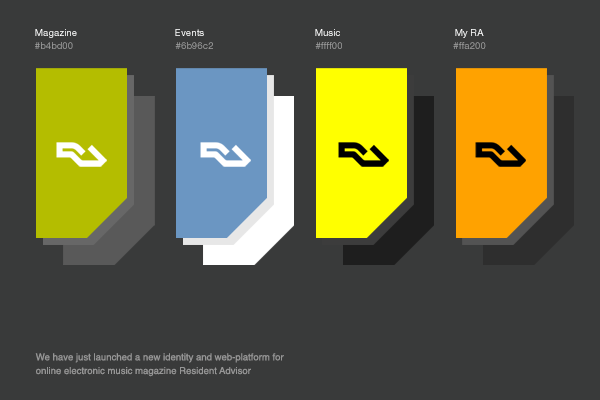 Magazine
#b4bd00
Events
#6b96c2
Music
#ffff00
My RA
#ffa200
We have just launched a new identity and web-platform for
online electronic music magazine Resident Advisor